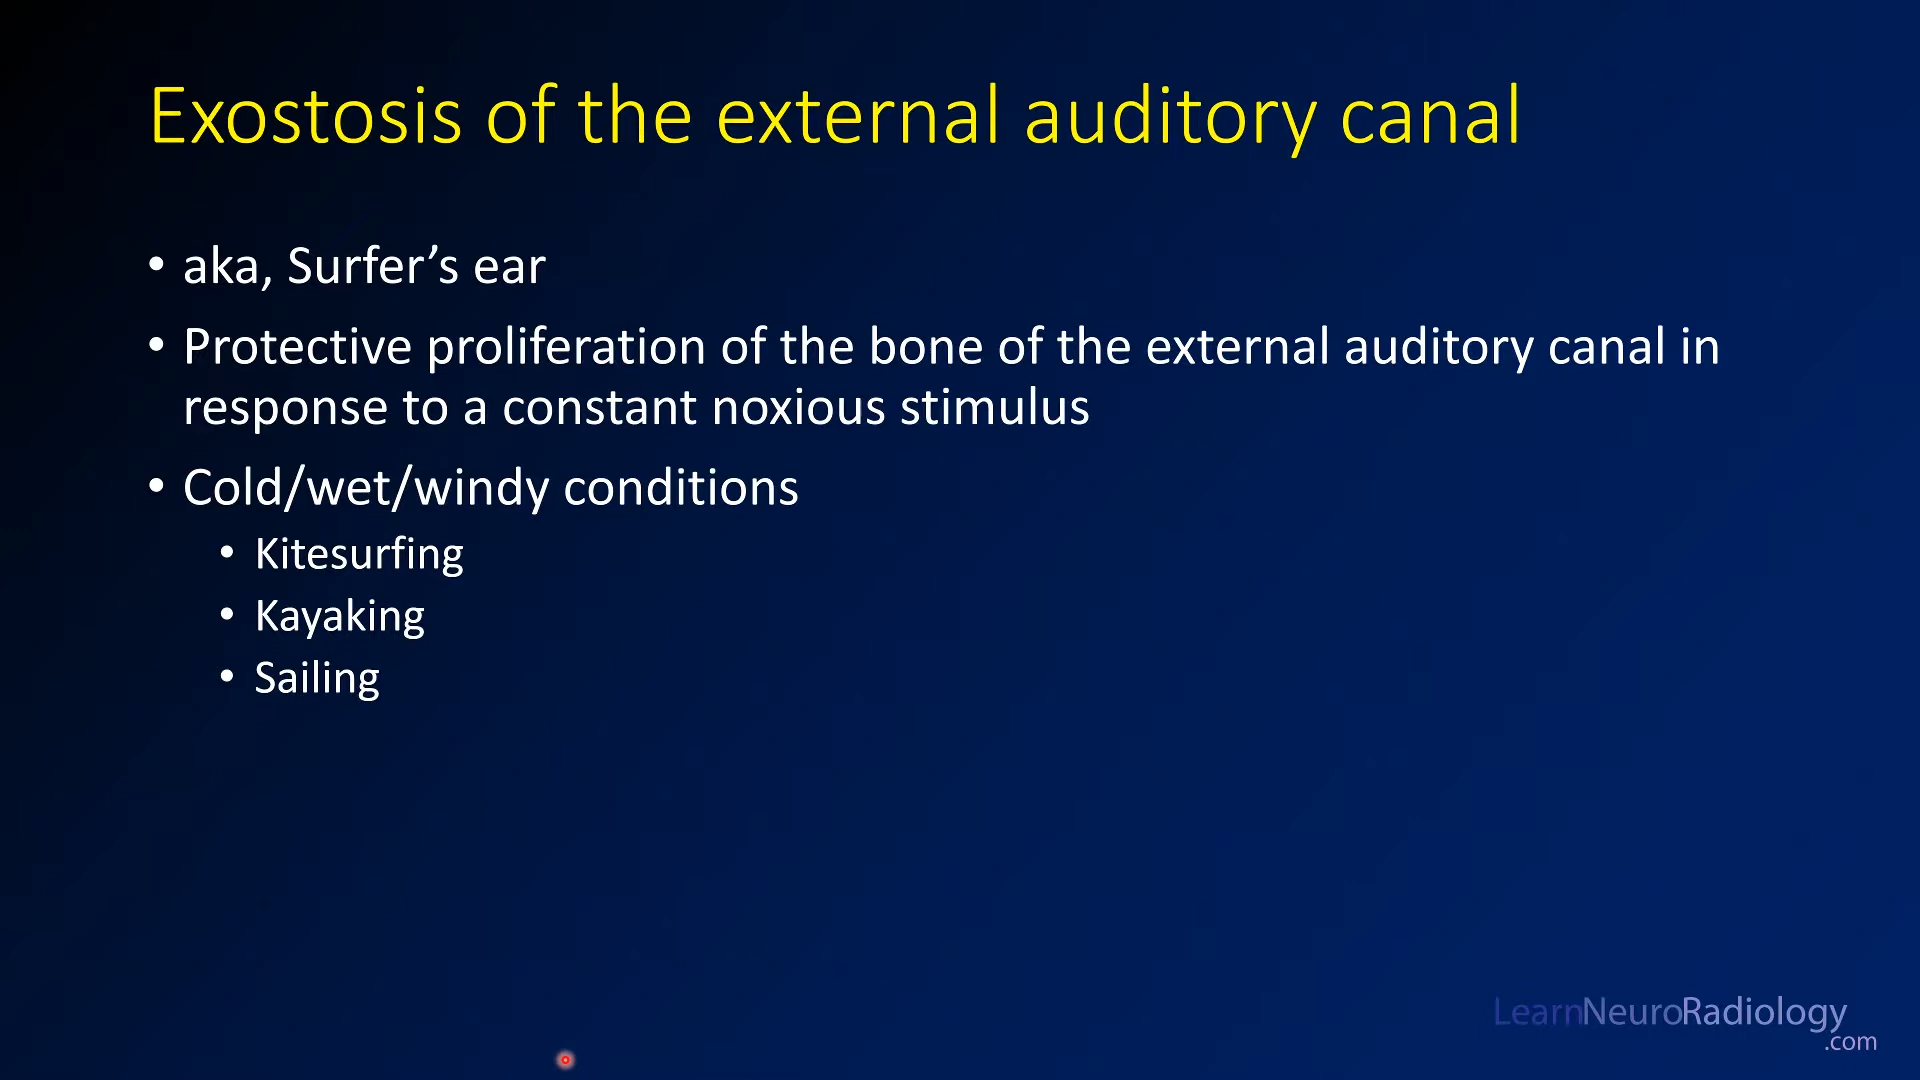 Exostosis of the external auditory canal
• aka, Surfer’s ear
• Protective proliferation of the bone of the external auditory canal in
response to a constant noxious stimulus
• Cold/wet/windy conditions
• Kitesurfing
• Kayaking
• Sailing
LearnNeuroRadiology
.com